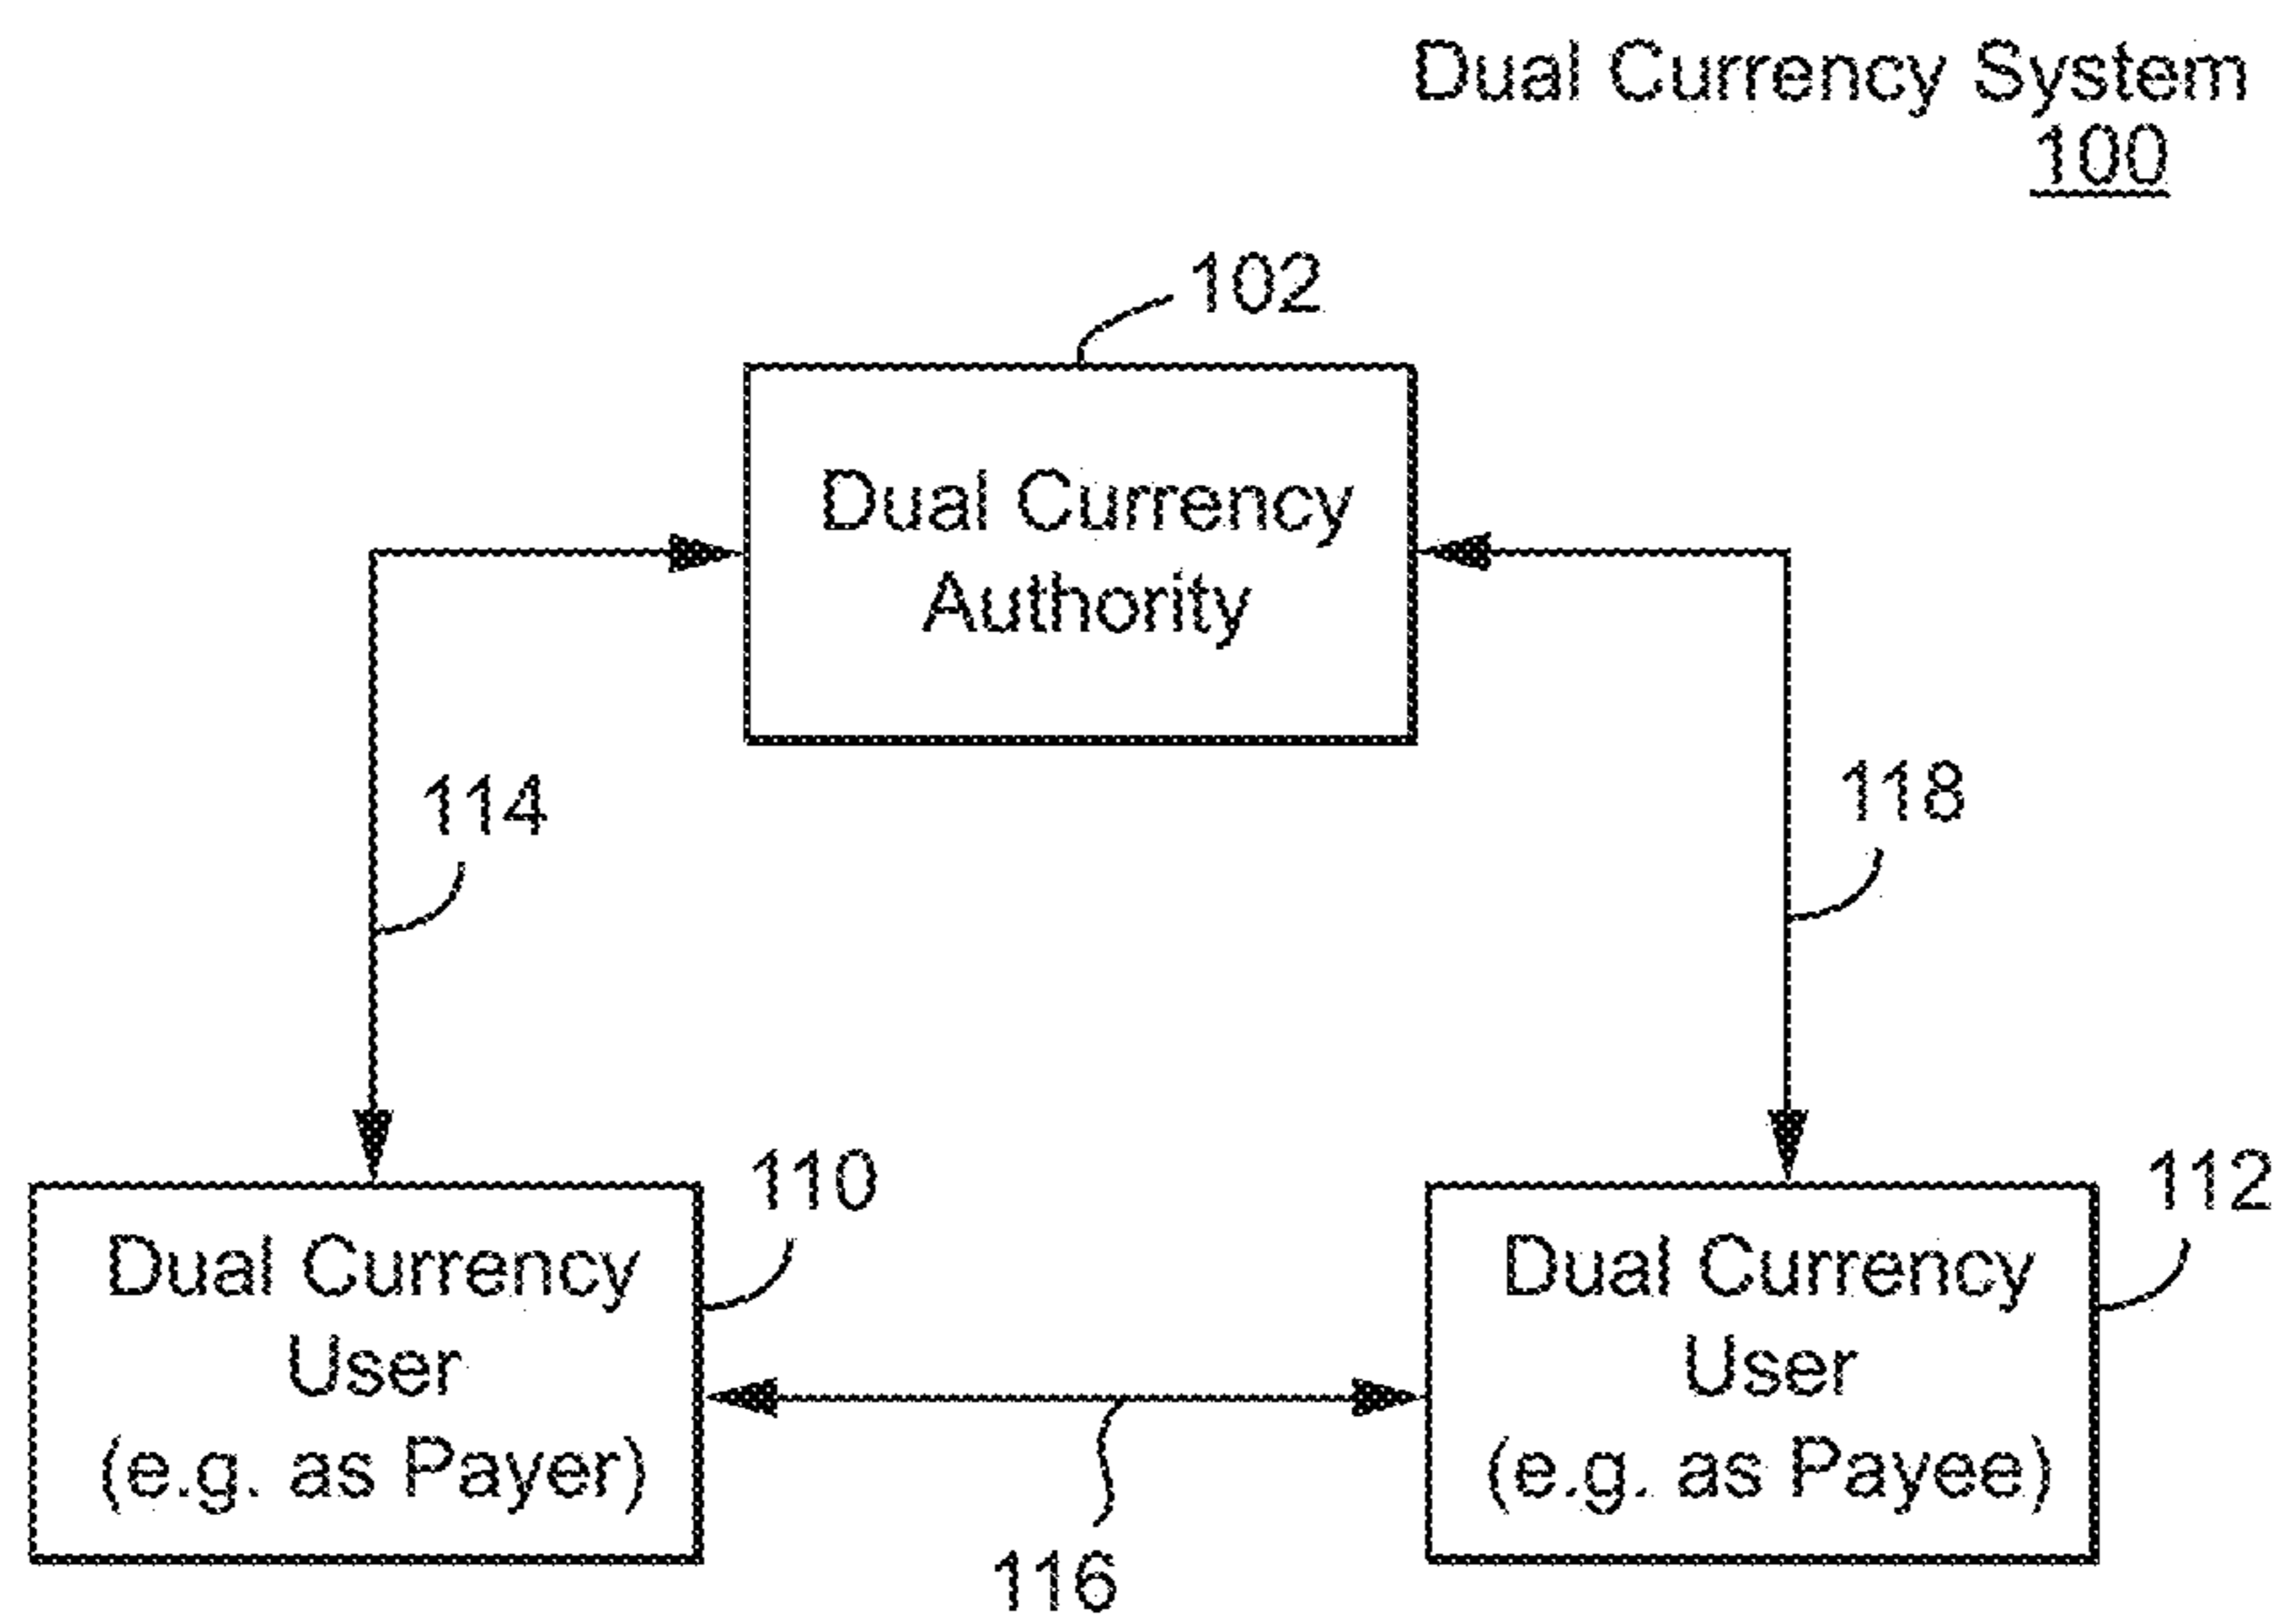 Dual Currency System
100
102
Dual Currency
Authority
114
118
110
112
Dual Currency
User
(e.g. as Payer)
Dual Currency
User
(e.g. as Payee)
116